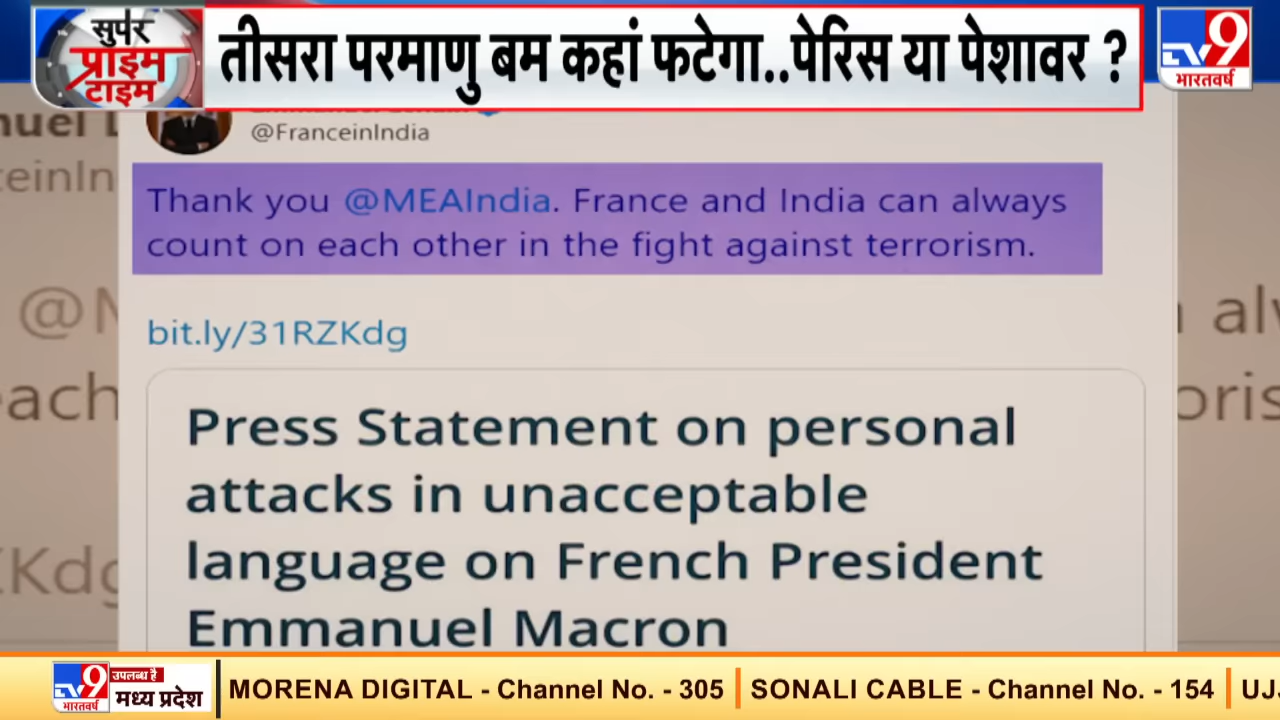 सुपर
प्राइम
टाइम
तीसरा परमाणु बम कहां फटेगा..पेरिस या पेशावर ?
TV9
भारतवर्ष
@FranceinIndia
Thank you @MEAIndia. France and India can always
count on each other in the fight against terrorism.
bit.ly/31RZKdg
Press Statement on personal
attacks in unacceptable
language on French President
Emmanuel Macron
TV9
भारतवर्ष
उपलब्ध है
मध्य प्रदेश
MORENA DIGITAL - Channel No. - 305
SONALI CABLE - Channel No. - 154